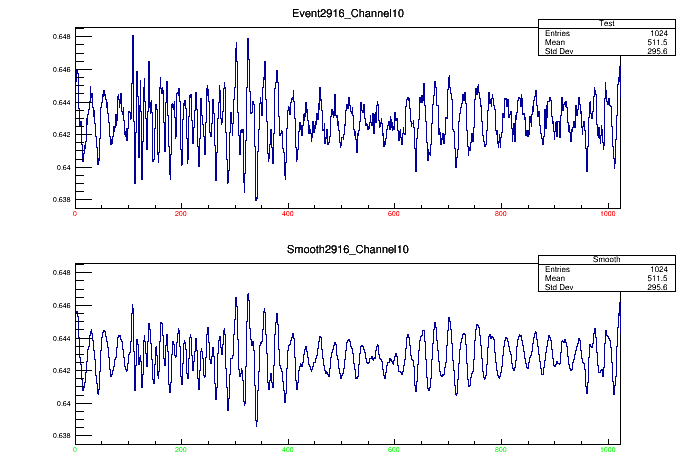 Event2916_Channel10
Test
Entries 1024
Mean 511.5
Std Dev 295.6
0.648
0.646
0.644
0.642
0.64
0.638
0 200 400 600 800 1000
Smooth2916_Channel10
Smooth
Entries 1024
Mean 511.5
Std Dev 295.6
0.648
0.646
0.644
0.642
0.64
0.638
0 200 400 600 800 1000